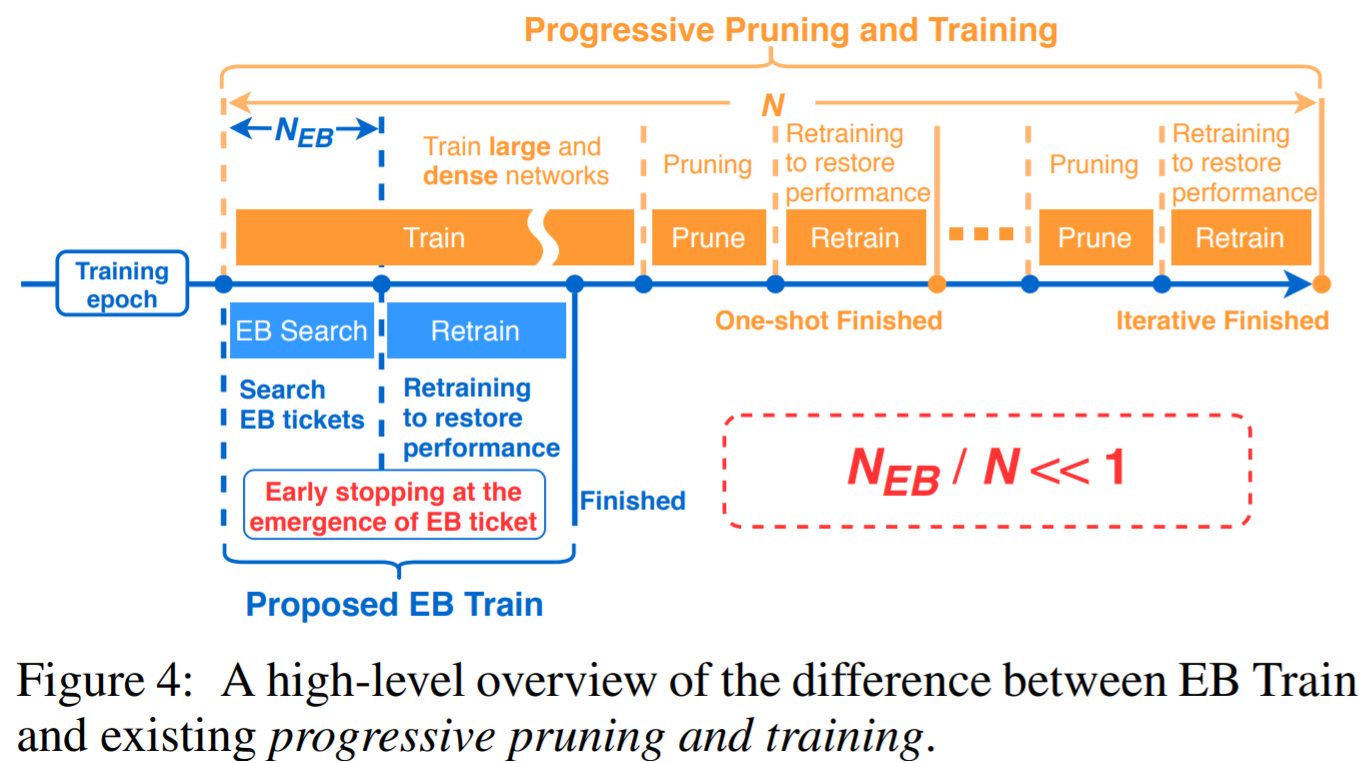 Progressive Pruning and Training
N
N_EB
Train large and
dense networks
Pruning
Retraining
to restore
performance
Pruning
Retraining
to restore
performance
Train
Prune
Retrain
Prune
Retrain
Training
epoch
One-shot Finished
Iterative Finished
EB Search
Retrain
Search
EB tickets
Retraining
to restore
performance
Early stopping at the
emergence of EB ticket
Finished
N_EB / N << 1
Proposed EB Train
Figure 4: A high-level overview of the difference between EB Train
and existing progressive pruning and training.